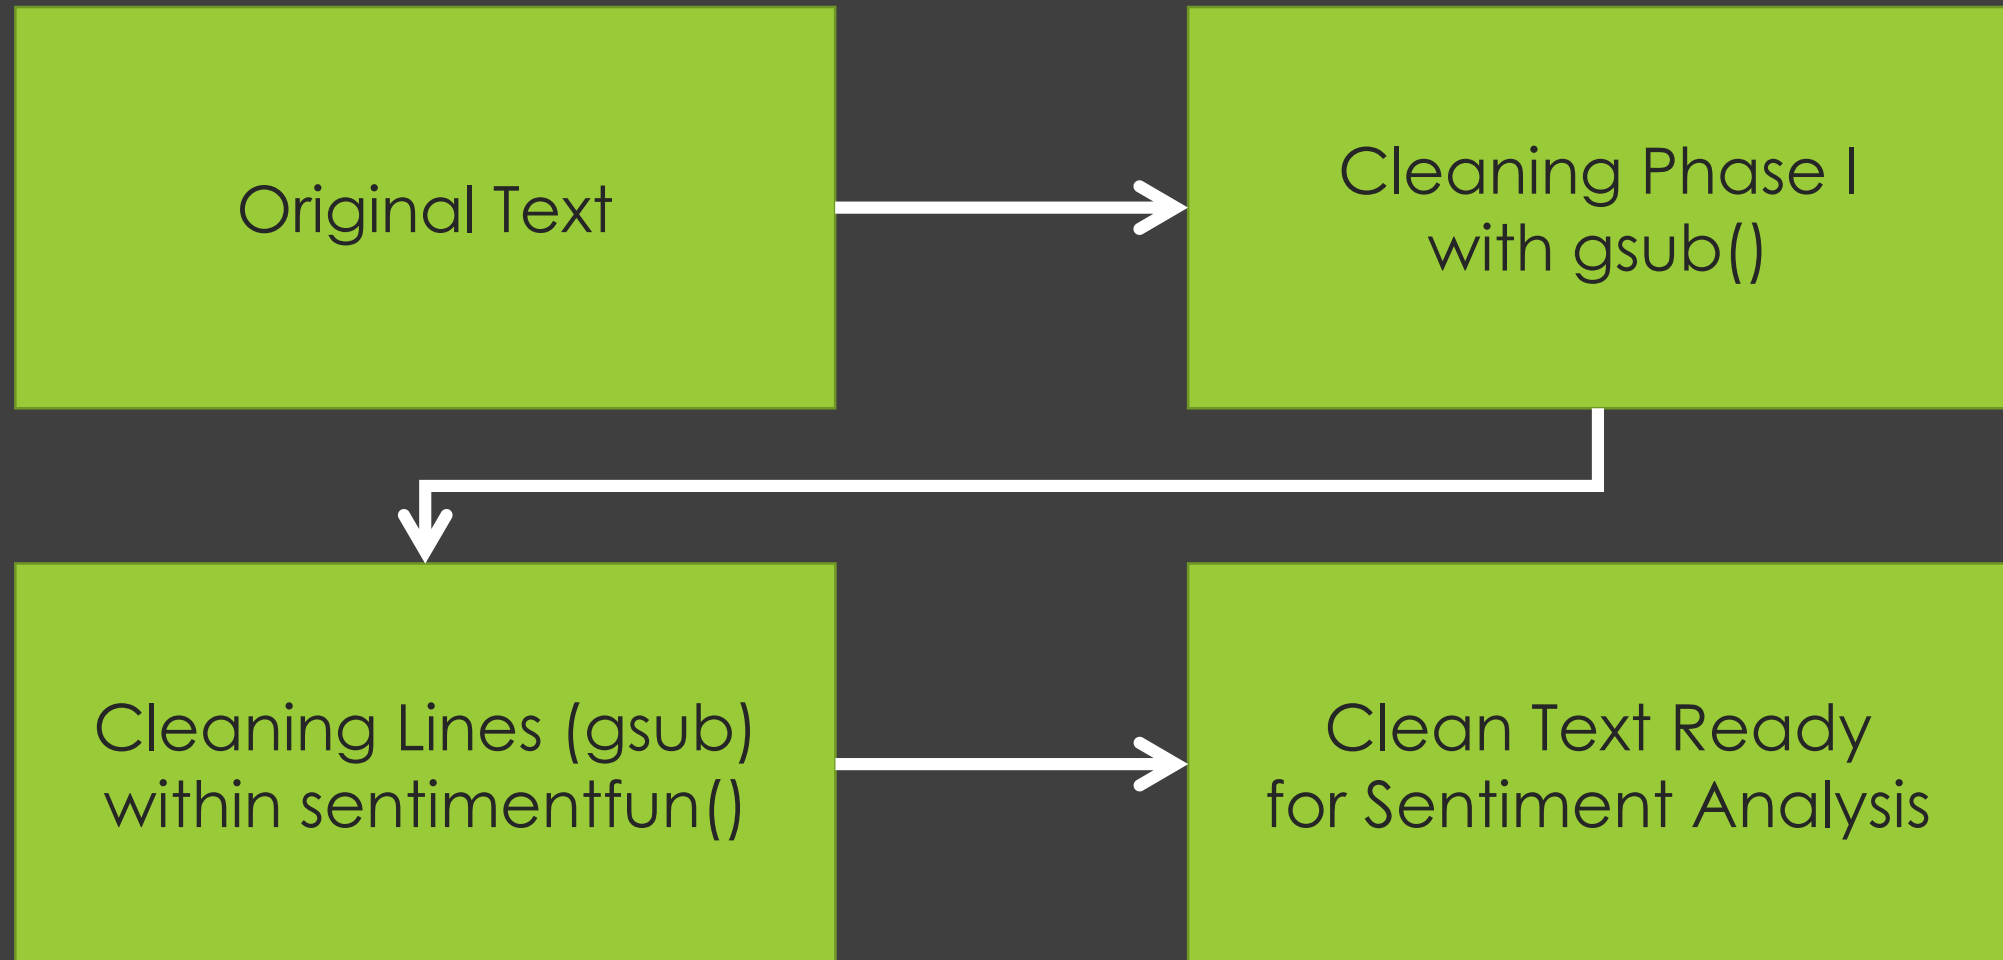 Original Text
Cleaning Phase I
with gsub()
Cleaning Lines (gsub)
within sentimentfun()
Clean Text Ready
for Sentiment Analysis